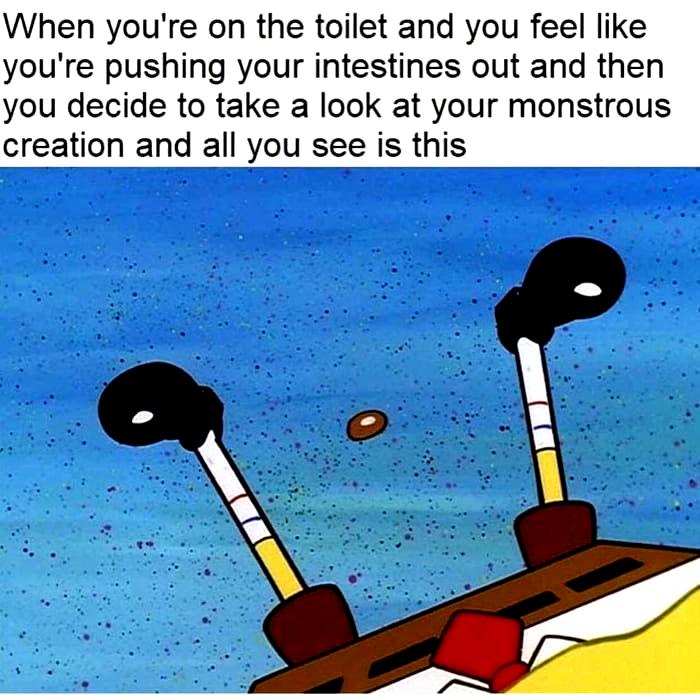 When you're on the toilet and you feel like
you're pushing your intestines out and then
you decide to take a look at your monstrous
creation and all you see is this